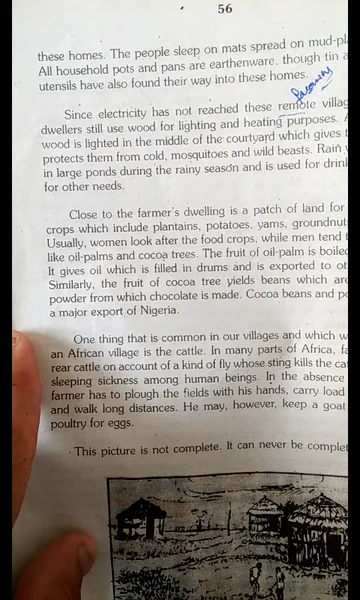 56
these homes. The people sleep on mats spread on mud-pl
All household pots and pans are earthenware, though tin a
utensils have also found their way into these homes.
Since electricity has not reached these remote villag
dwellers still use wood for lighting and heating purposes. A
wood is lighted in the middle of the courtyard which gives t
protects them from cold, mosquitoes and wild beasts. Rain
in large ponds during the rainy season and is used for drin
for other needs.
Close to the farmer's dwelling is a patch of land for
crops which include plantains, potatoes, yams, groundnut
Usually, women look after the food crops, while men tend t
like oil-palms and cocoa trees. The fruit of oil-palm is boiled
It gives oil which is filled in drums and is exported to ot
Similarly, the fruit of cocoa tree yields beans which are
powder from which chocolate is made. Cocoa beans and po
a major export of Nigeria.
One thing that is common in our villages and which w
an African village is the cattle. In many parts of Africa, fa
rear cattle on account of a kind of fly whose sting kills the ca
sleeping sickness among human beings. In the absence
farmer has to plough the fields with his hands, carry load
and walk long distances. He may, however, keep a goat
poultry for eggs.
This picture is not complete. It can never be complet